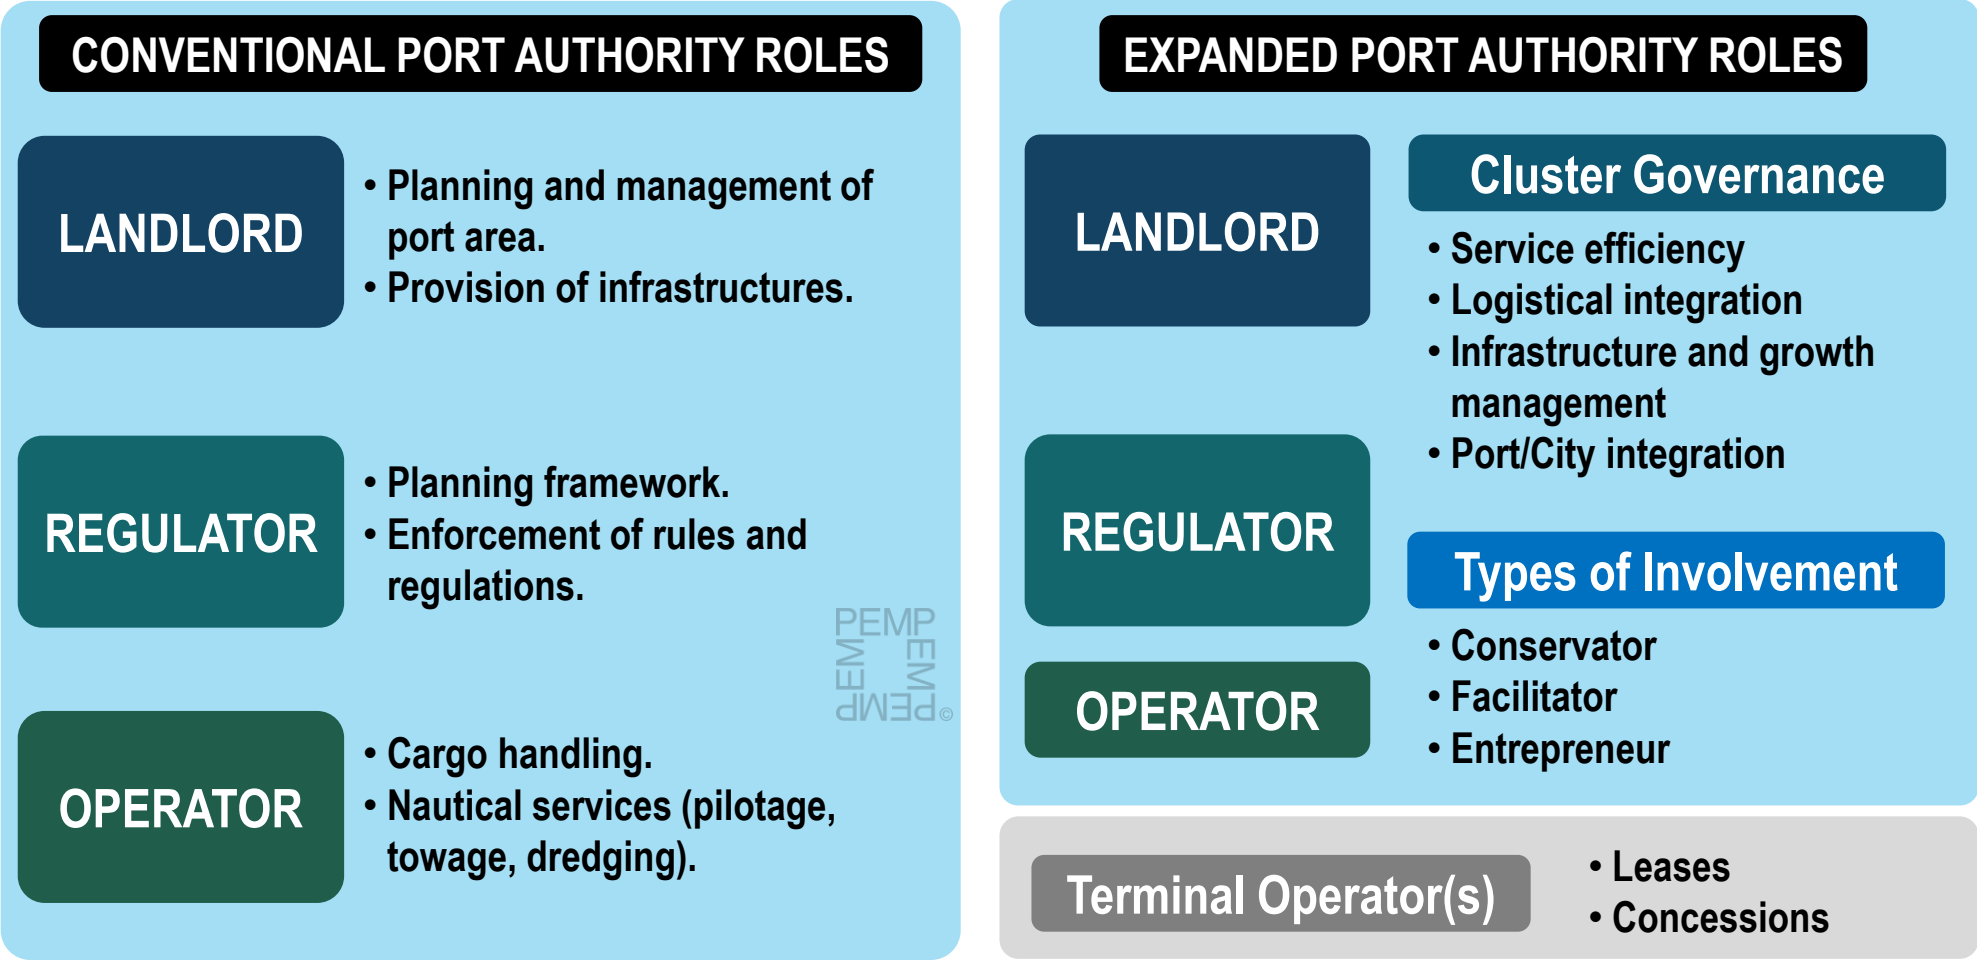 CONVENTIONAL PORT AUTHORITY ROLES
LANDLORD
• Planning and management of
port area.
• Provision of infrastructures.
REGULATOR
• Planning framework.
• Enforcement of rules and
regulations.
OPERATOR
• Cargo handling.
• Nautical services (pilotage,
towage, dredging).
PEMP
PEMP
PEMP
PEMP©
EXPANDED PORT AUTHORITY ROLES
LANDLORD
REGULATOR
OPERATOR
Cluster Governance
• Service efficiency
• Logistical integration
• Infrastructure and growth
management
• Port/City integration
Types of Involvement
• Conservator
• Facilitator
• Entrepreneur
Terminal Operator(s)
• Leases
• Concessions